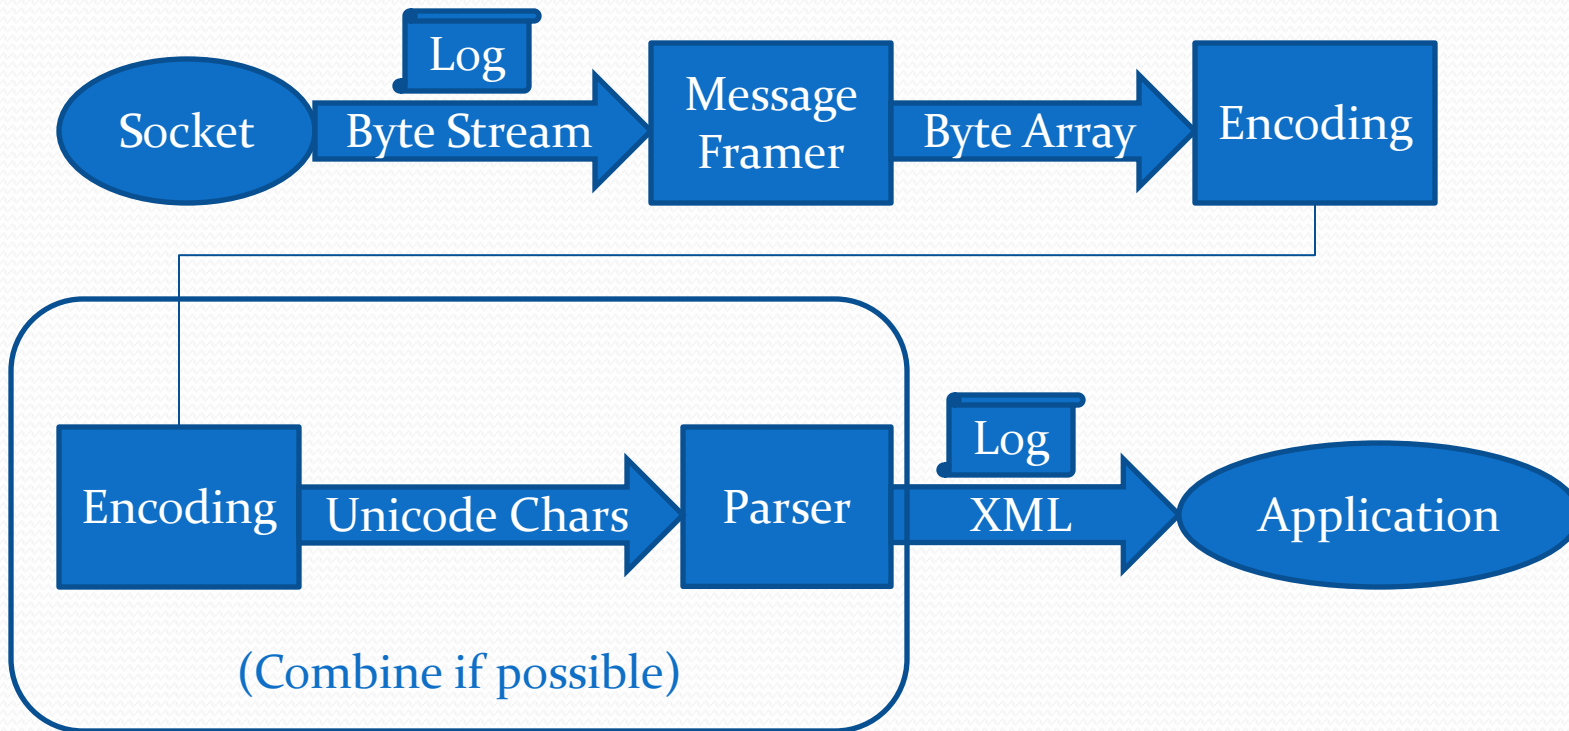 Log
Socket
Byte Stream
Message
Framer
Byte Array
Encoding
Encoding
Unicode Chars
Parser
Log
XML
Application
(Combine if possible)